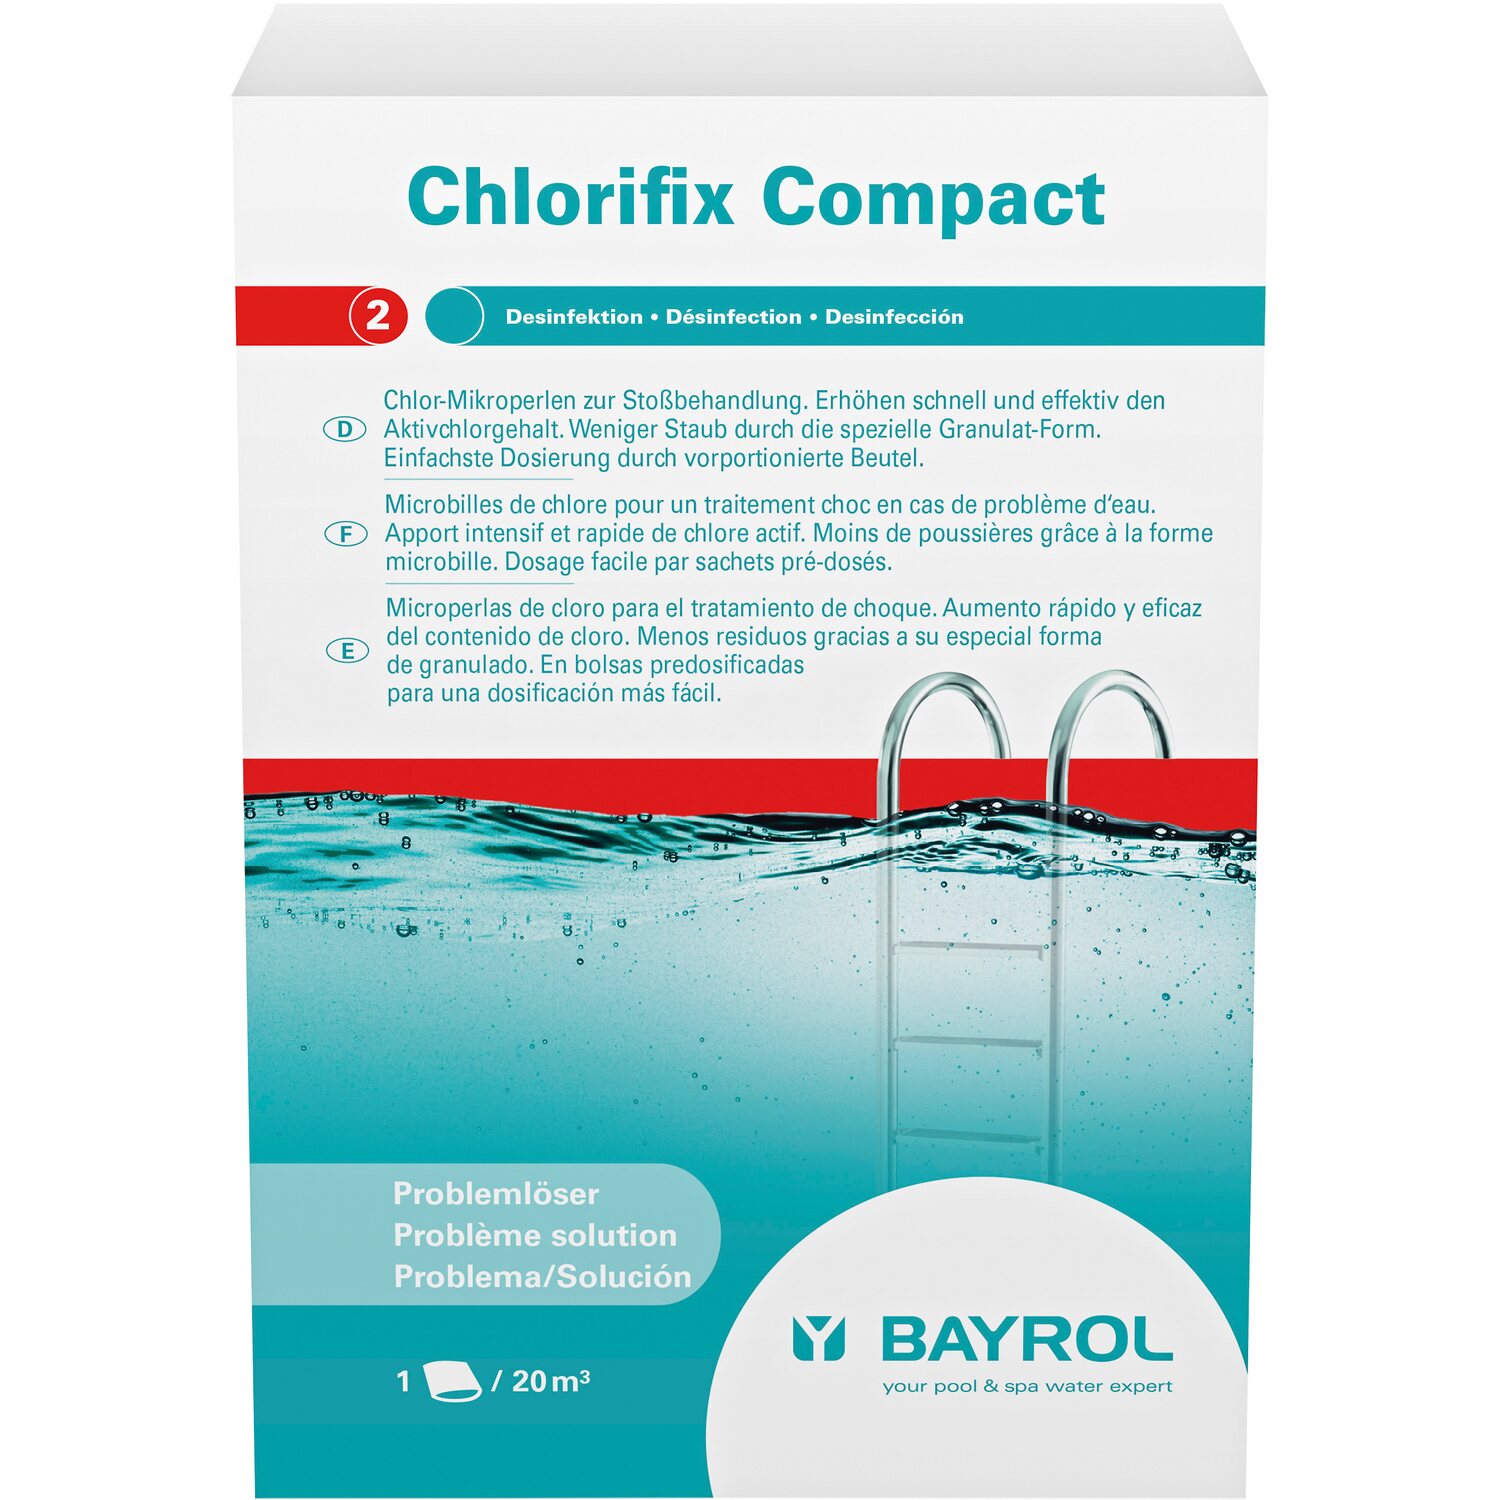 Chlorifix Compact
2 Desinfektion • Désinfection • Desinfección
D
Chlor-Mikroperlen zur Stoßbehandlung. Erhöhen schnell und effektiv den
Aktivchlorgehalt. Weniger Staub durch die spezielle Granulat-Form.
Einfachste Dosierung durch vorportionierte Beutel.
F
Microbilles de chlore pour un traitement choc en cas de problème d‘eau.
Apport intensif et rapide de chlore actif. Moins de poussières grâce à la forme
microbille. Dosage facile par sachets pré-dosés.
E
Microperlas de cloro para el tratamiento de choque. Aumento rápido y eficaz
del contenido de cloro. Menos residuos gracias a su especial forma
de granulado. En bolsas predosificadas
para una dosificación más fácil.
Problemlöser
Problème solution
Problema/Solución
1 / 20 m³
BAYROL
your pool & spa water expert